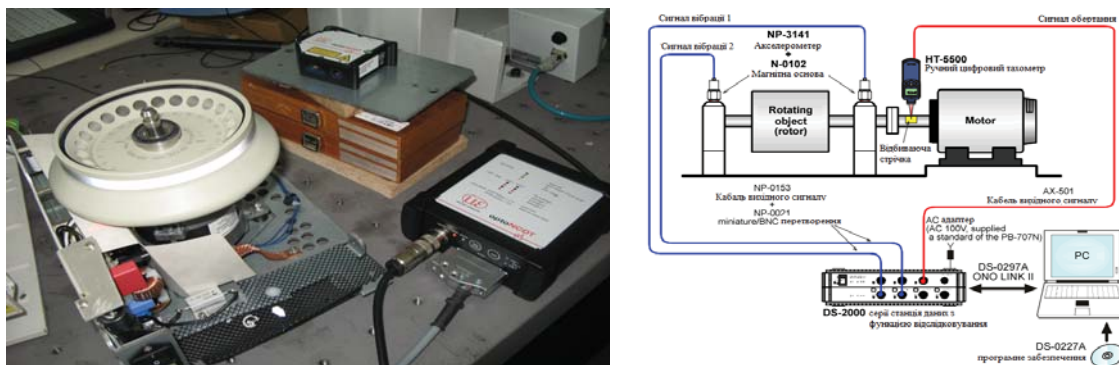 optoNCDT
Сигнал вібрації 1
Сигнал обертання
NP-3141
Акселерометр
+
N-0102
Магнітна основа
Сигнал вібрації 2
HT-5500
Ручний цифровий тахометр
Rotating
object
(rotor)
Motor
Відбиваюча
стрічка
NP-0153
Кабаль вихідного сигналу
+
NP-0021
miniature/BNC перетворення
AX-501
Кабель вихідного сигналу
AC адаптер
(AC 100V, supplied
a standard of the PB-707N)
DS-0297A
ONO LINK II
PC
DS-2000 серії станція даних з
функцією відслідковування
DS-0227A
програмне забезпечення